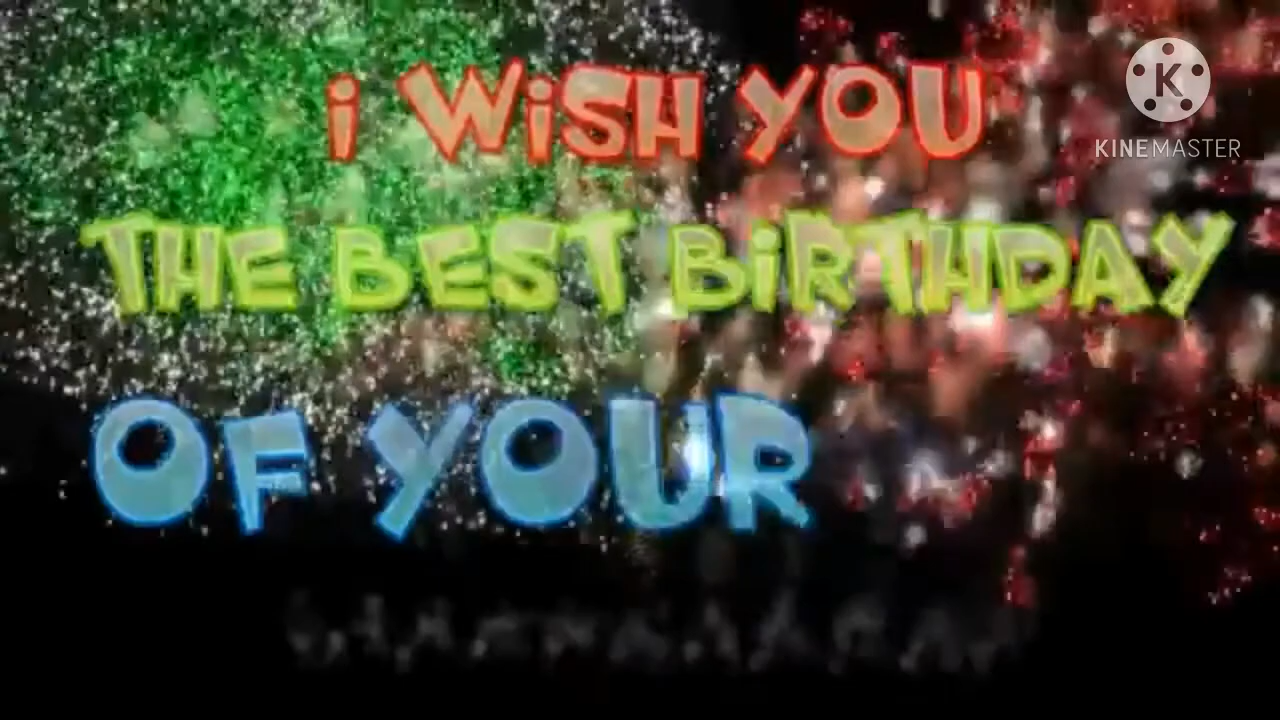 i WiSH YOU
THE BEST BiRTHDAY
OF YOUR
K
KINEMASTER